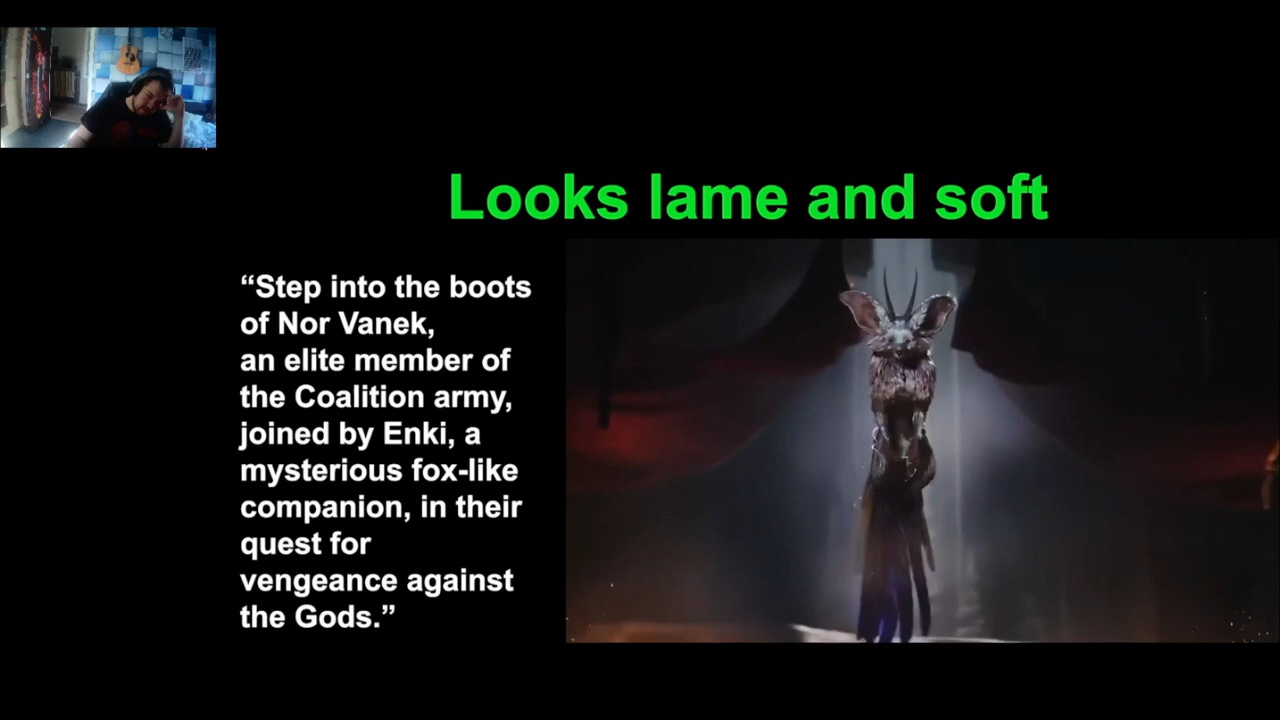 Looks lame and soft
“Step into the boots
of Nor Vanek,
an elite member of
the Coalition army,
joined by Enki, a
mysterious fox-like
companion, in their
quest for
vengeance against
the Gods.”